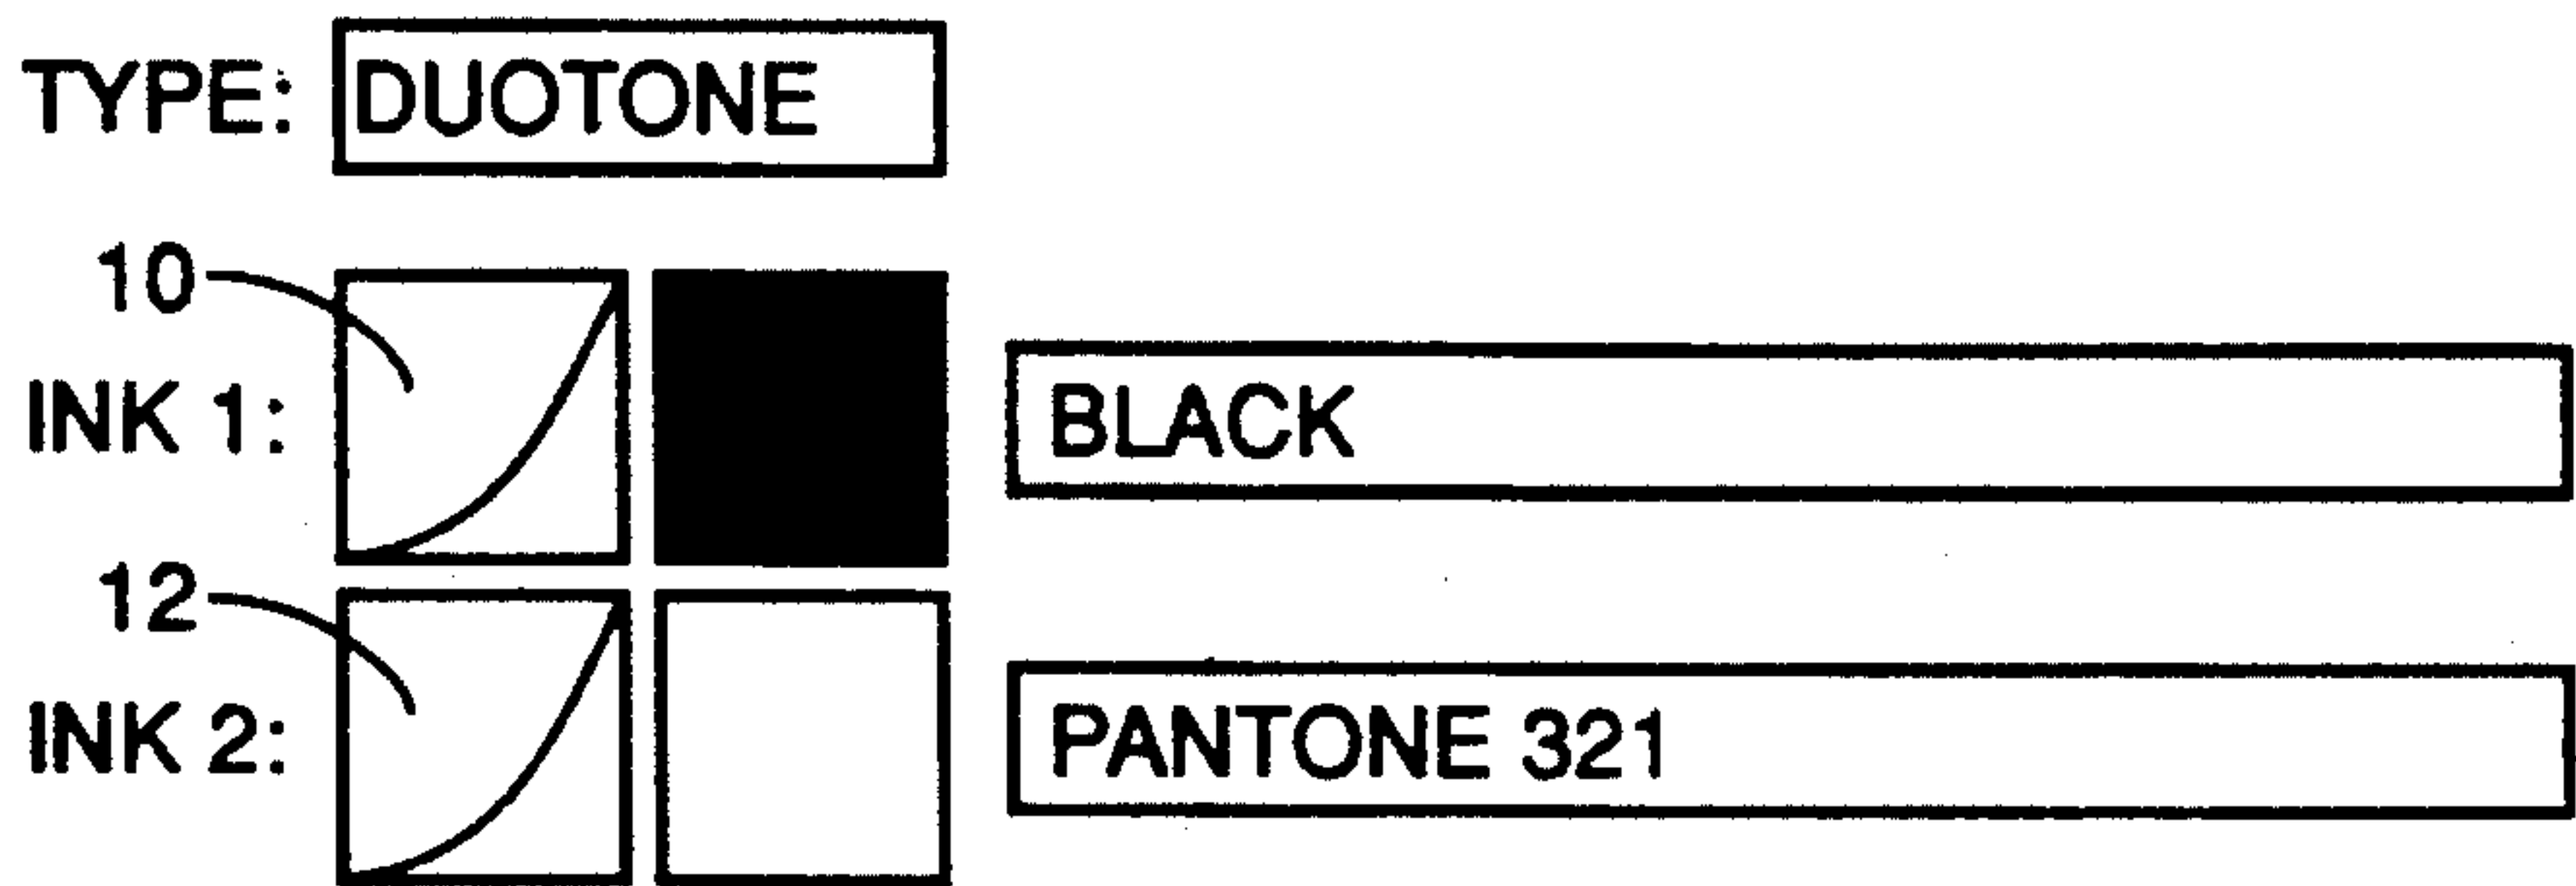 TYPE: DUOTONE
10
INK 1: BLACK
12
INK 2: PANTONE 321